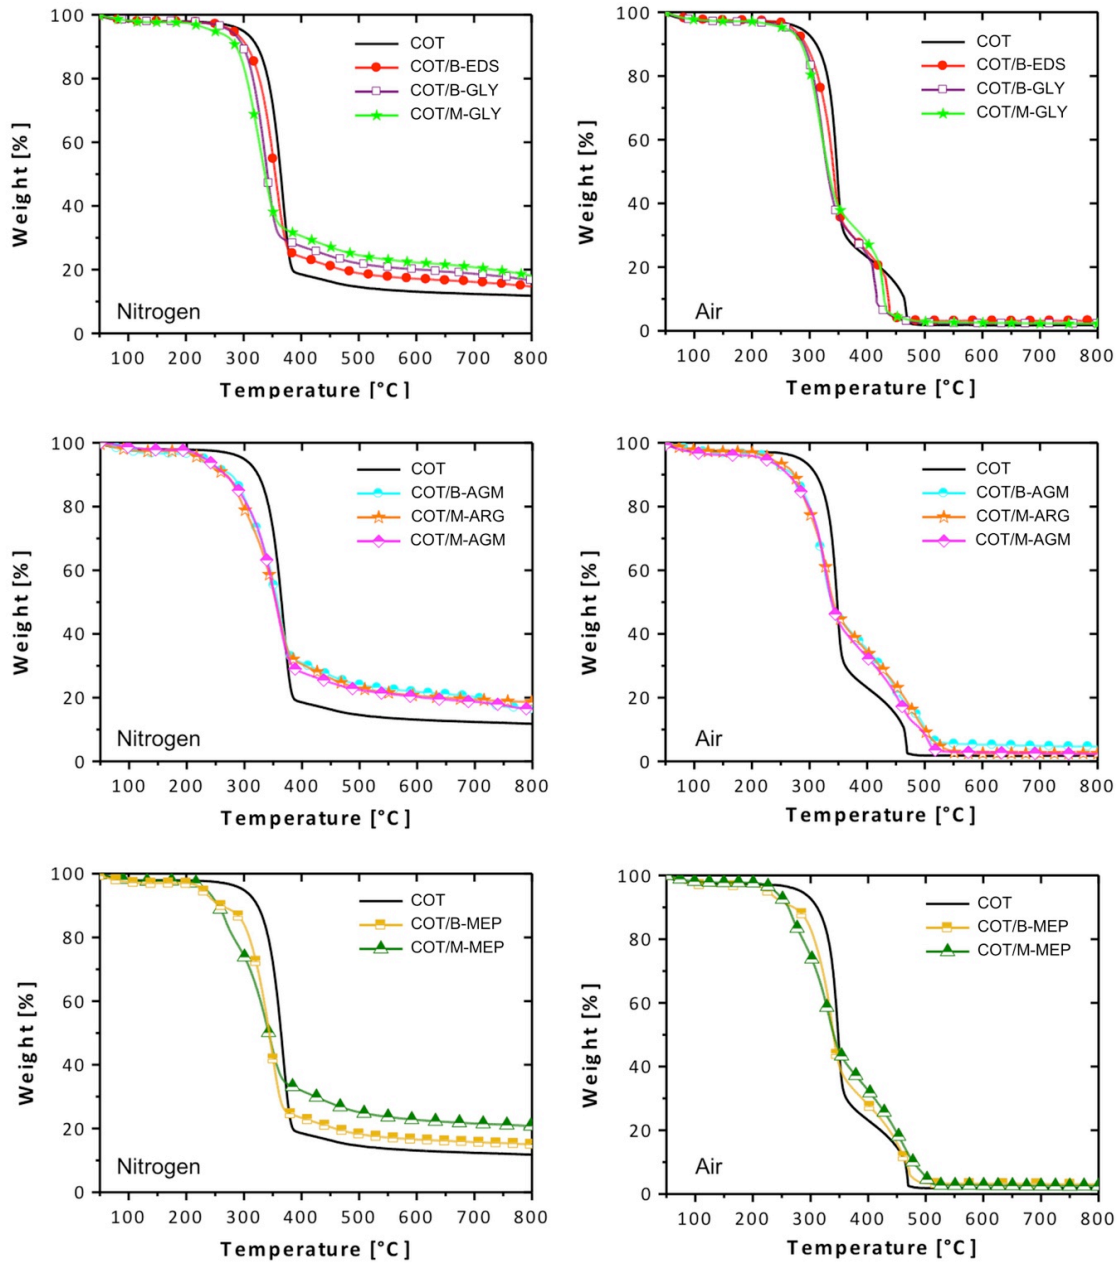 100
80
60
40
20
0
Weight [%]
COT
COT/B-EDS
COT/B-GLY
COT/M-GLY
Nitrogen
100 200 300 400 500 600 700 800
Temperature [°C]
100
80
60
40
20
0
Weight [%]
COT
COT/B-EDS
COT/B-GLY
COT/M-GLY
Air
100 200 300 400 500 600 700 800
Temperature [°C]
100
80
60
40
20
0
Weight [%]
COT
COT/B-AGM
COT/M-ARG
COT/M-AGM
Nitrogen
100 200 300 400 500 600 700 800
Temperature [°C]
100
80
60
40
20
0
Weight [%]
COT
COT/B-AGM
COT/M-ARG
COT/M-AGM
Air
100 200 300 400 500 600 700 800
Temperature [°C]
100
80
60
40
20
0
Weight [%]
COT
COT/B-MEP
COT/M-MEP
Nitrogen
100 200 300 400 500 600 700 800
Temperature [°C]
100
80
60
40
20
0
Weight [%]
COT
COT/B-MEP
COT/M-MEP
Air
100 200 300 400 500 600 700 800
Temperature [°C]